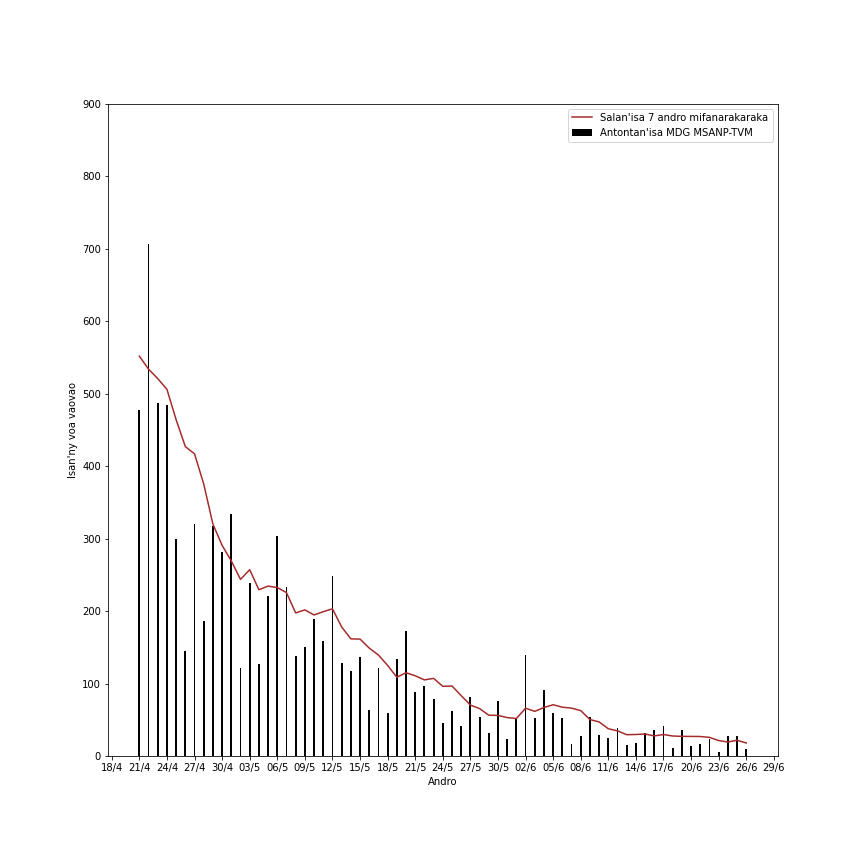 900
800
700
600
500
400
300
200
100
0
Isan'ny voa vaovao
Salan'isa 7 andro mifanarakaraka
Antontan'isa MDG MSANP-TVM
18/4 21/4 24/4 27/4 30/4 03/5 06/5 09/5 12/5 15/5 18/5 21/5 24/5 27/5 30/5 02/6 05/6 08/6 11/6 14/6 17/6 20/6 23/6 26/6 29/6
Andro